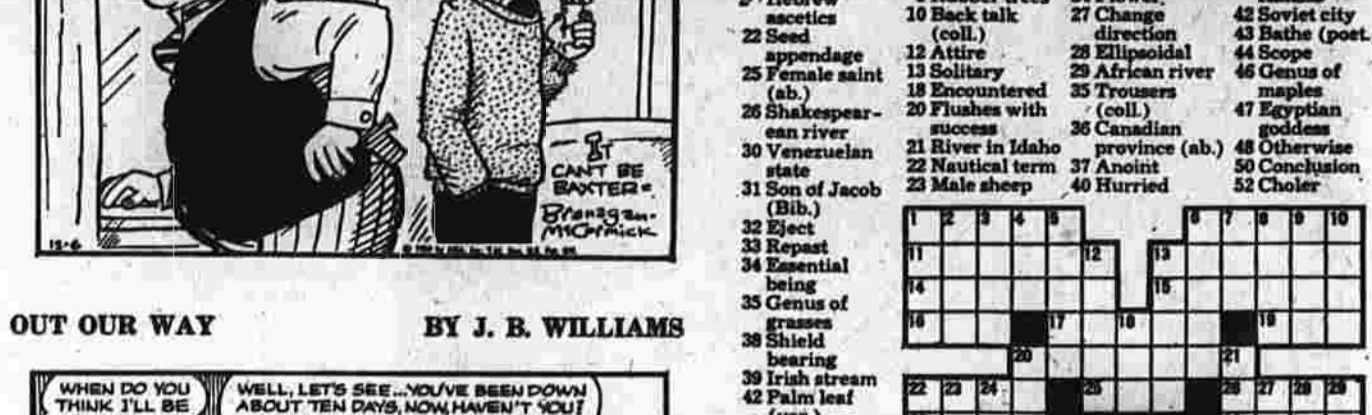 IT
CAN'T BE
BAXTER=
Branagan-
McCormick
12-6
OUT OUR WAY BY J. B. WILLIAMS
WHEN DO YOU
THINK I'LL BE
WELL, LET'S SEE...YOU'VE BEEN DOWN
ABOUT TEN DAYS, NOW, HAVEN'T YOU?
ascetics
22 Seed
appendage
25 Female saint
(ab.)
26 Shakespear-
ean river
30 Venezuelan
state
31 Son of Jacob
(Bib.)
32 Eject
33 Repast
34 Essential
being
35 Genus of
grasses
38 Shield
bearing
39 Irish stream
42 Palm leaf
10 Back talk
(coll.)
12 Attire
13 Solitary
18 Encountered
20 Flushes with
success
21 River in Idaho
22 Nautical term
23 Male sheep
27 Change
direction
28 Ellipsoidal
29 African river
35 Trousers
(coll.)
36 Canadian
province (ab.)
37 Anoint
40 Hurried
42 Soviet city
43 Bathe (poet.
44 Scope
46 Genus of
maples
47 Egyptian
goddess
48 Otherwise
50 Conclusion
52 Choler
1 2 3 4 5 6 7 8 9 10
11 12 13
14 15
16 17 18 19
20 21
22 23 24 25 26 27 28 29